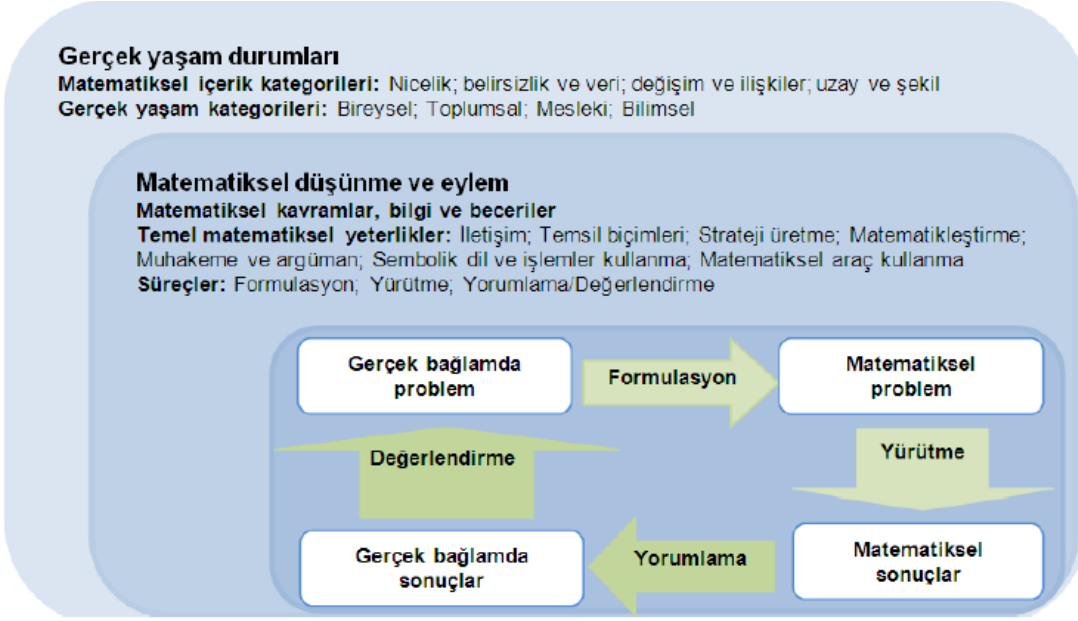 Gerçek yaşam durumları
Matematiksel içerik kategorileri: Nicelik; belirsizlik ve veri; değişim ve ilişkiler; uzay ve şekil
Gerçek yaşam kategorileri: Bireysel; Toplumsal; Mesleki; Bilimsel
Matematiksel düşünme ve eylem
Matematiksel kavramlar, bilgi ve beceriler
Temel matematiksel yeterlikler: İletişim; Temsil biçimleri; Strateji üretme; Matematikleştirme;
Muhakeme ve argüman; Sembolik dil ve işlemler kullanma; Matematiksel araç kullanma
Süreçler: Formulasyon; Yürütme; Yorumlama/Değerlendirme
Gerçek bağlamda
problem
Formulasyon
Matematiksel
problem
Değerlendirme
Yürütme
Gerçek bağlamda
sonuçlar
Yorumlama
Matematiksel
sonuçlar